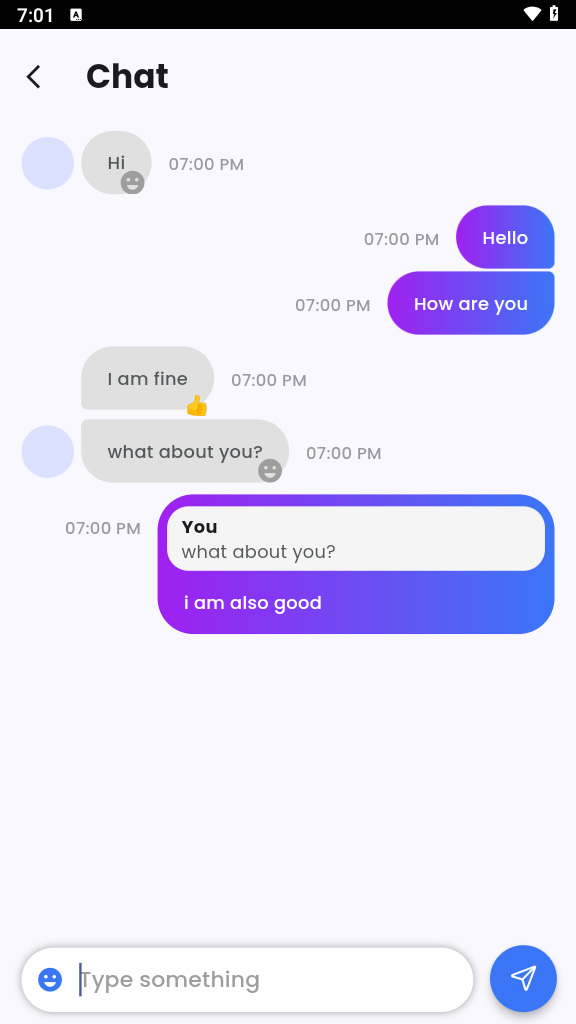 7:01
Chat
Hi
07:00 PM
07:00 PM
Hello
07:00 PM
How are you
I am fine
07:00 PM
what about you?
07:00 PM
07:00 PM
You
what about you?
i am also good
Type something